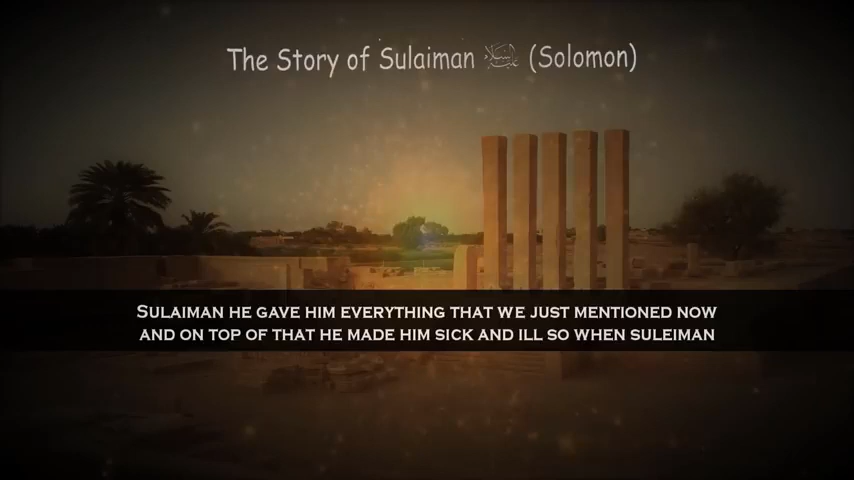 The Story of Sulaiman عليه السلام (Solomon)
SULAIMAN HE GAVE HIM EVERYTHING THAT WE JUST MENTIONED NOW
AND ON TOP OF THAT HE MADE HIM SICK AND ILL SO WHEN SULEIMAN